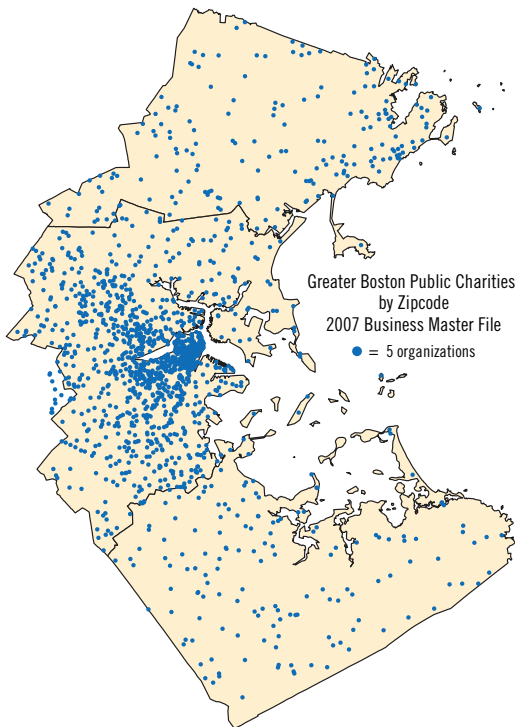 Greater Boston Public Charities
by Zipcode
2007 Business Master File
= 5 organizations